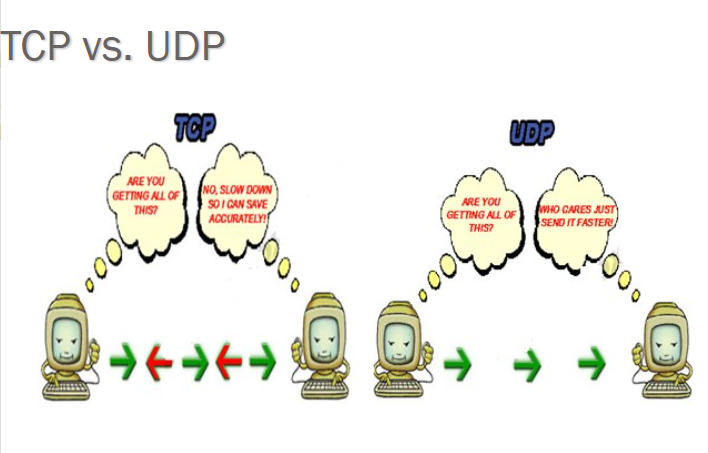 TCP vs. UDP
TCP
ARE YOU
GETTING ALL OF
THIS?
NO, SLOW DOWN
SO I CAN SAVE
ACCURATELY!
UDP
ARE YOU
GETTING ALL OF
THIS?
WHO CARES JUST
SEND IT FASTER!